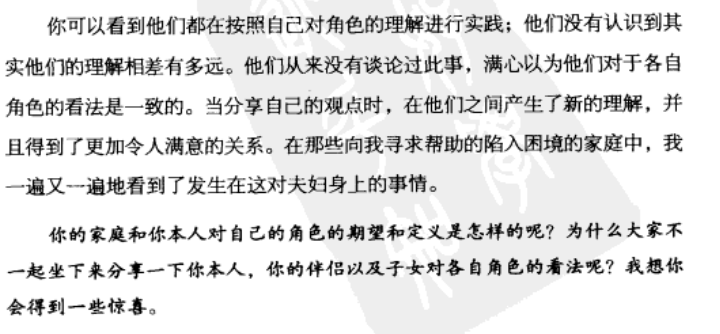 你可以看到他们都在按照自己对角色的理解进行实践；他们没有认识到其
实他们的理解相差有多远。他们从来没有谈论过此事，满心以为他们对于各自
角色的看法是一致的。当分享自己的观点时，在他们之间产生了新的理解，并
且得到了更加令人满意的关系。在那些向我寻求帮助的陷入困境的家庭中，我
一遍又一遍地看到了发生在这对夫妇身上的事情。
你的家庭和你本人对自己的角色的期望和定义是怎样的呢？为什么大家不
一起坐下来分享一下你本人，你的伴侣以及子女对各自角色的看法呢？我想你
会得到一些惊喜。